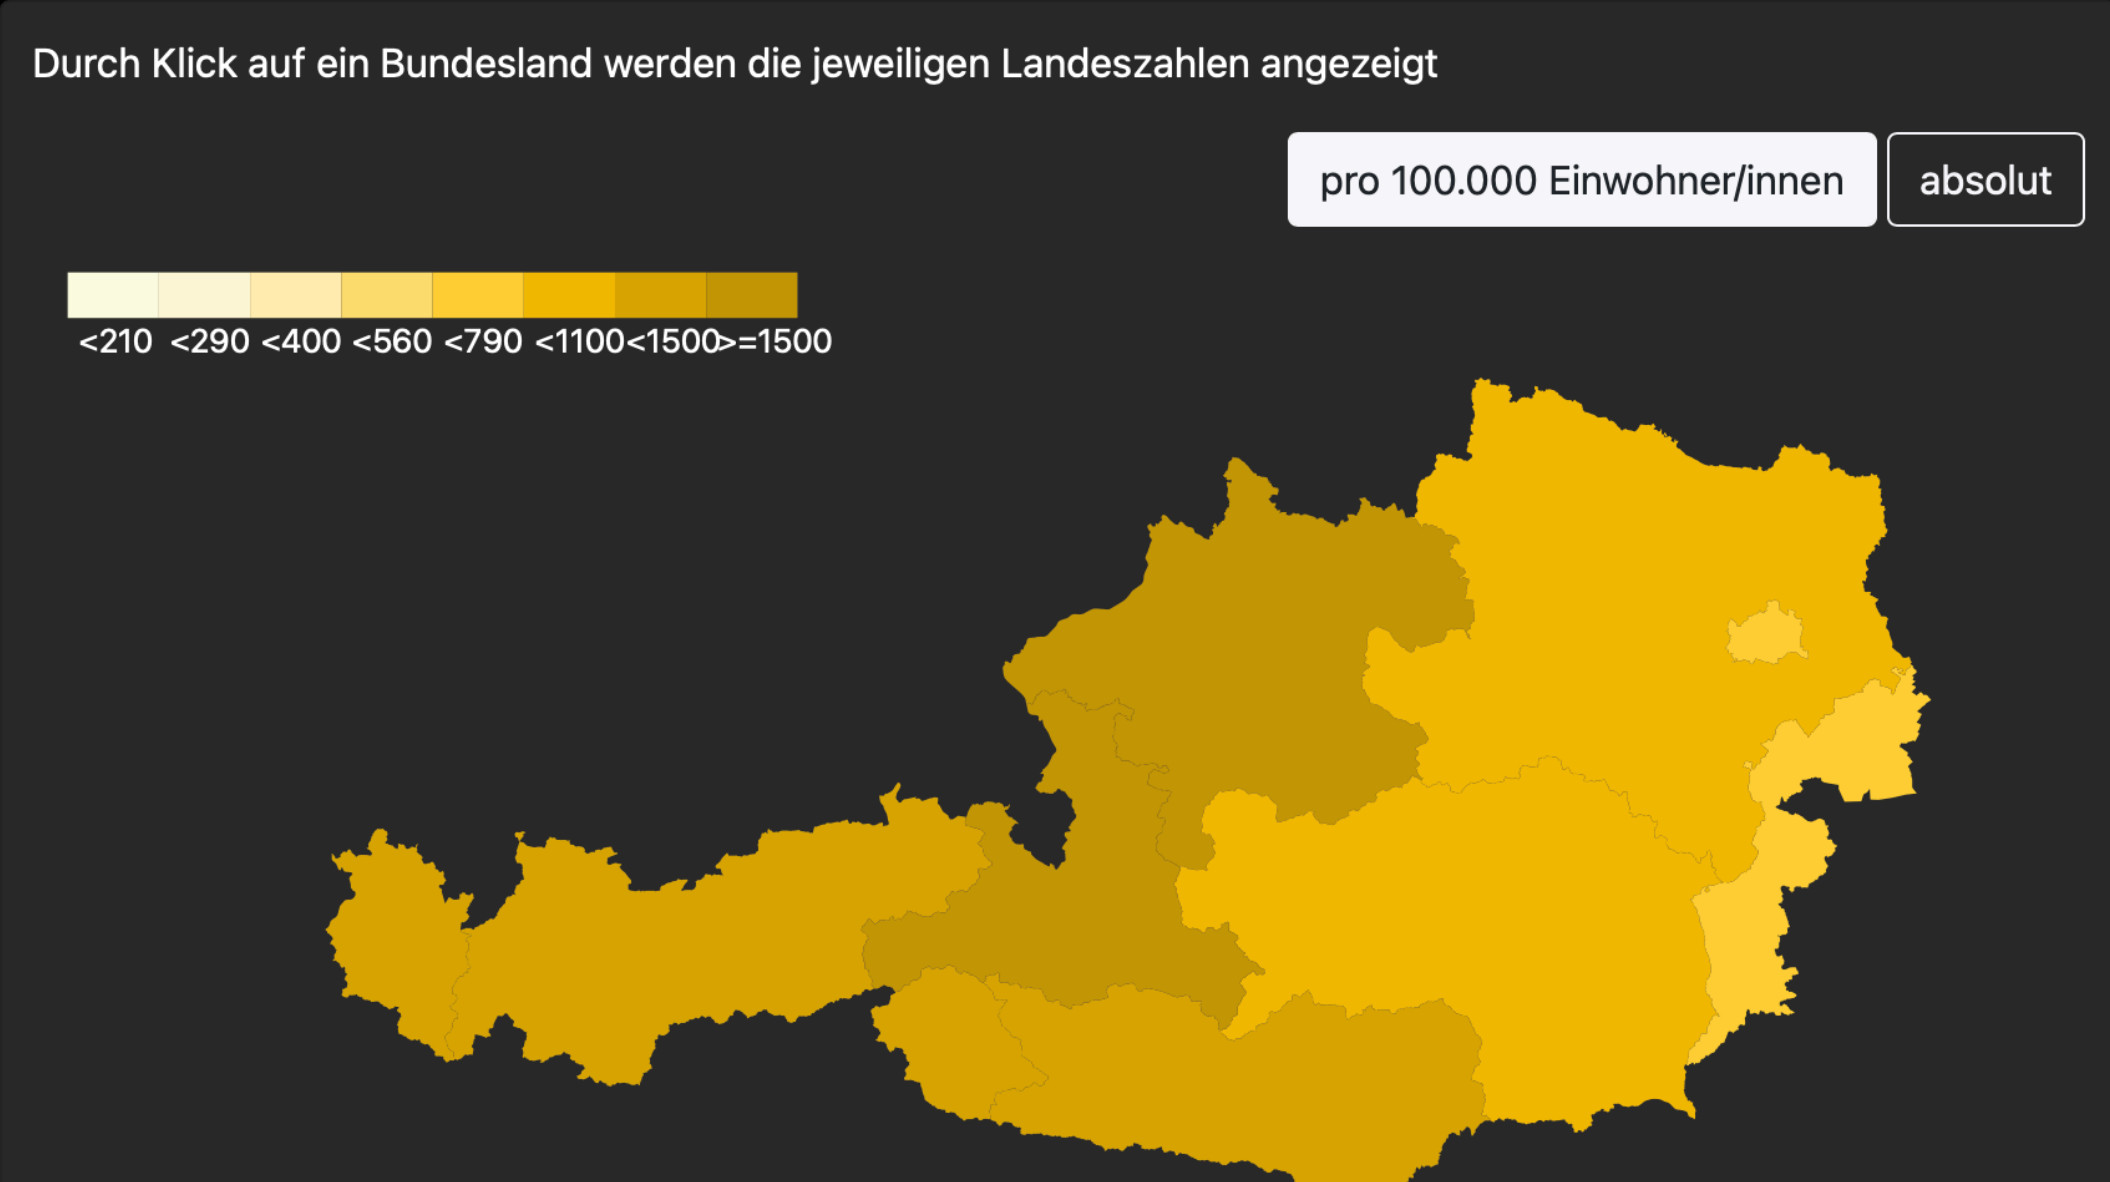 Durch Klick auf ein Bundesland werden die jeweiligen Landeszahlen angezeigt
pro 100.000 Einwohner/innen absolut
<210 <290 <400 <560 <790 <1100 <1500 >=1500